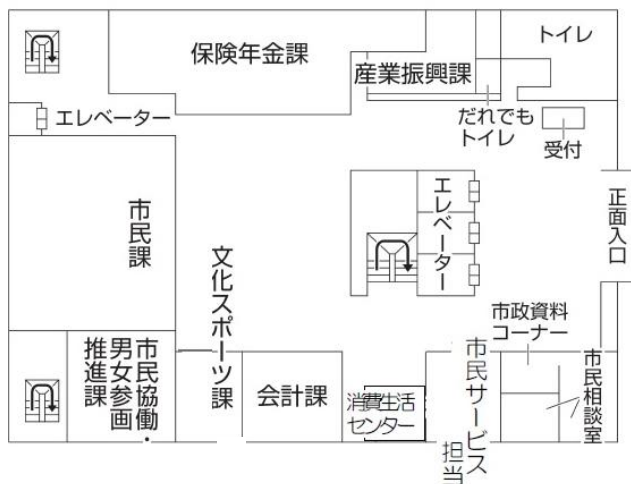 保険年金課
トイレ
産業振興課
だれでも
トイレ
受付
エレベーター
正面入口
エレベーター
市民課
文化スポーツ課
市政資料
コーナー
市民協働・
男女参画
推進課
会計課
消費生活
センター
市民サービス
担当
市民相談室